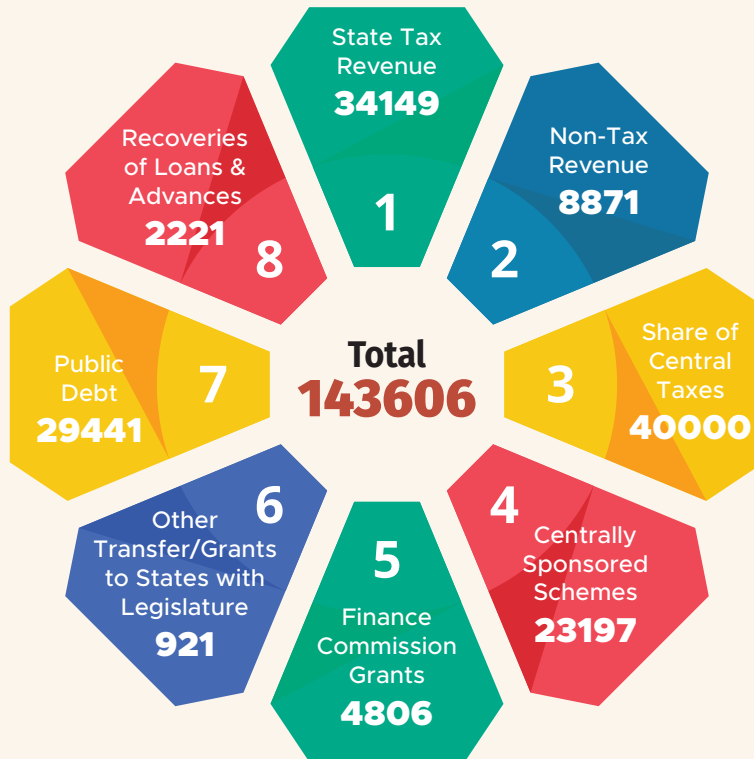 State Tax
Revenue
34149
1
Non-Tax
Revenue
8871
2
Share of
Central
Taxes
40000
3
4
Centrally
Sponsored
Schemes
23197
5
Finance
Commission
Grants
4806
6
Other
Transfer/Grants
to States with
Legislature
921
Public
Debt
29441
7
Recoveries
of Loans &
Advances
2221
8
Total
143606